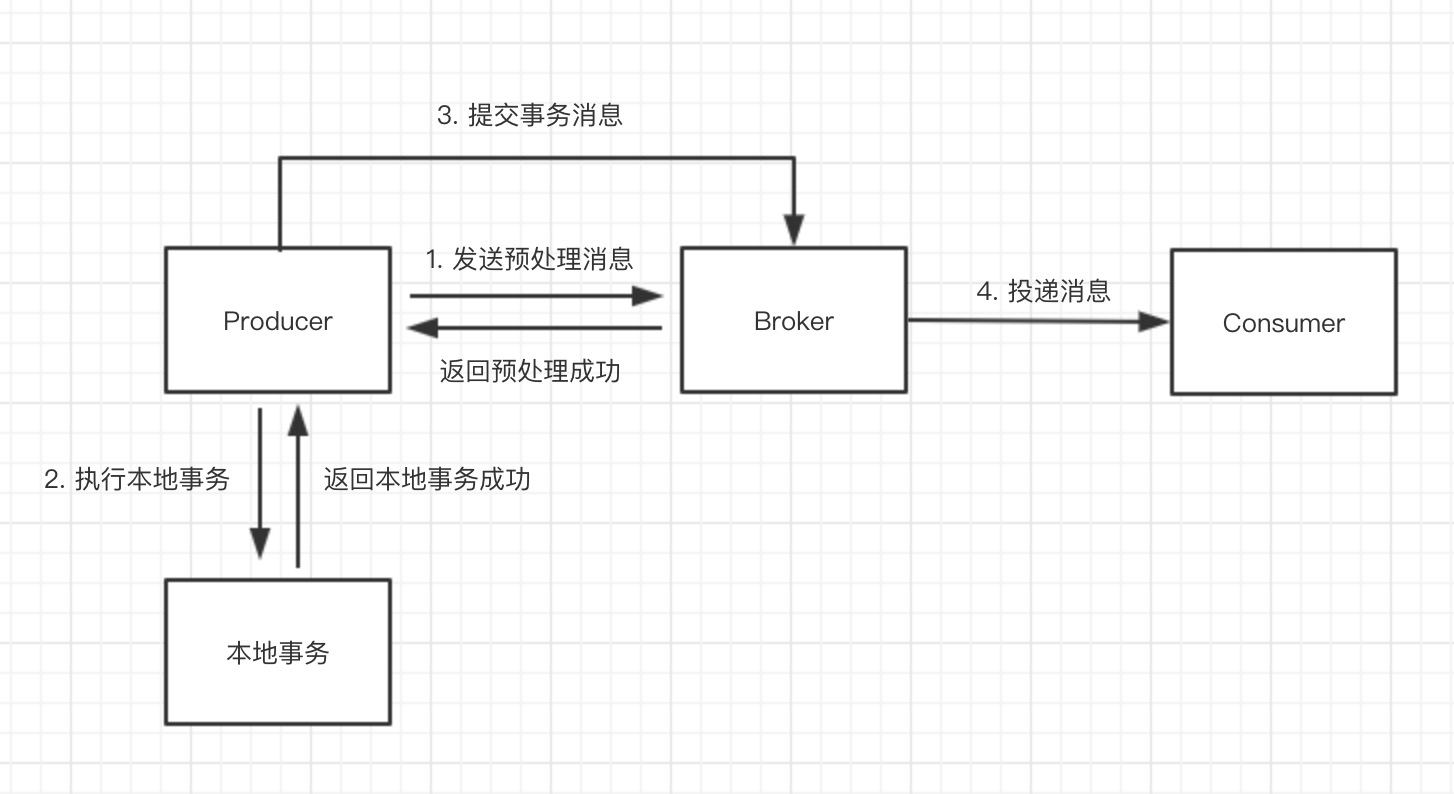 3. 提交事务消息
1. 发送预处理消息
4. 投递消息
Producer
Broker
Consumer
返回预处理成功
2. 执行本地事务
返回本地事务成功
本地事务